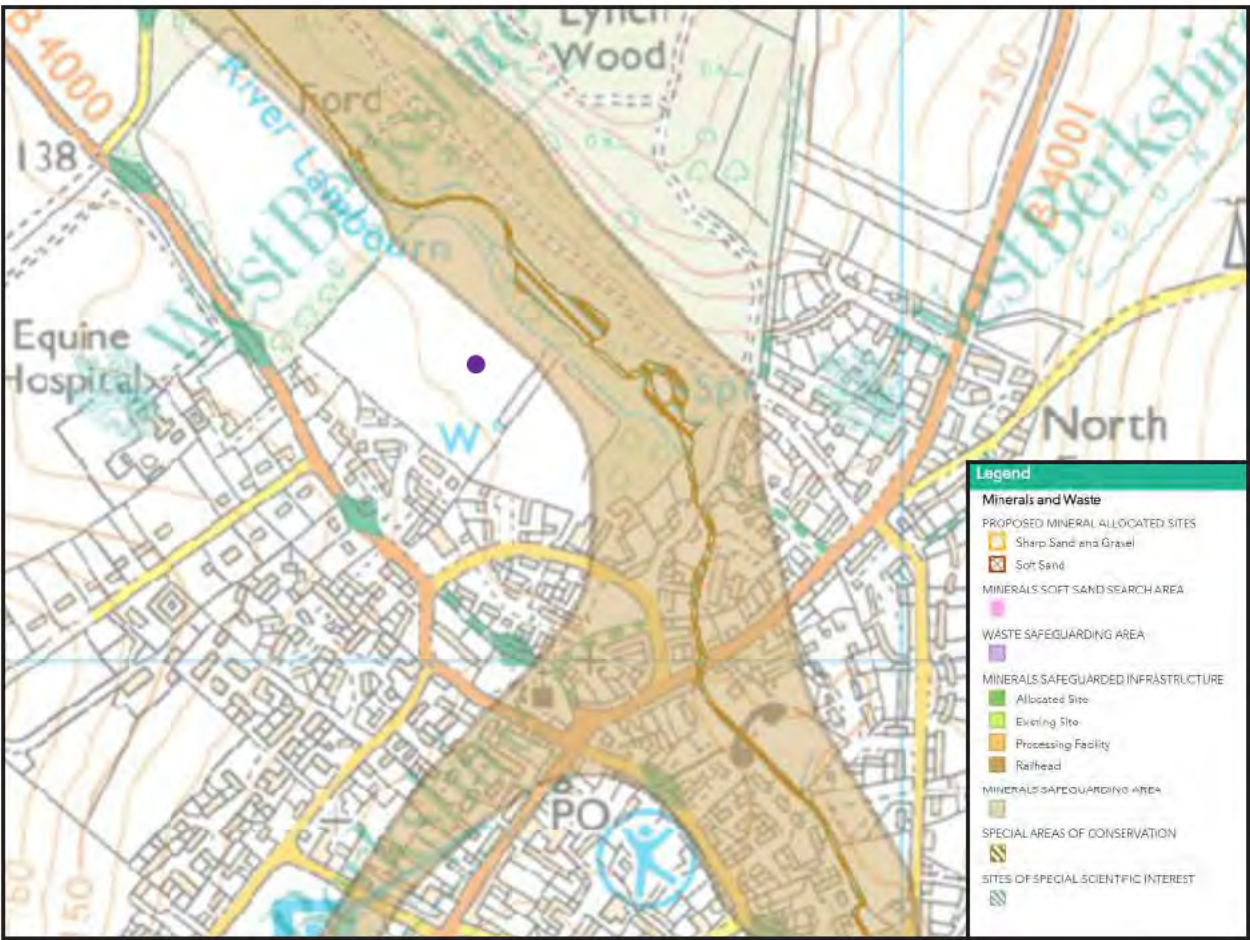 Lynch
Wood
B 4000
River Lambourn
Ford
130
B 4001
138
West Berkshire
West Berkshire
Equine
Hospital
W
Spr
North
PO
150
Legend
Minerals and Waste
PROPOSED MINERAL ALLOCATED SITES
Sharp Sand and Gravel
Soft Sand
MINERALS SOFT SAND SEARCH AREA
WASTE SAFEGUARDING AREA
MINERALS SAFEGUARDED INFRASTRUCTURE
Allocated Site
Existing Site
Processing Facility
Railhead
MINERALS SAFEGUARDING AREA
SPECIAL AREAS OF CONSERVATION
SITES OF SPECIAL SCIENTIFIC INTEREST